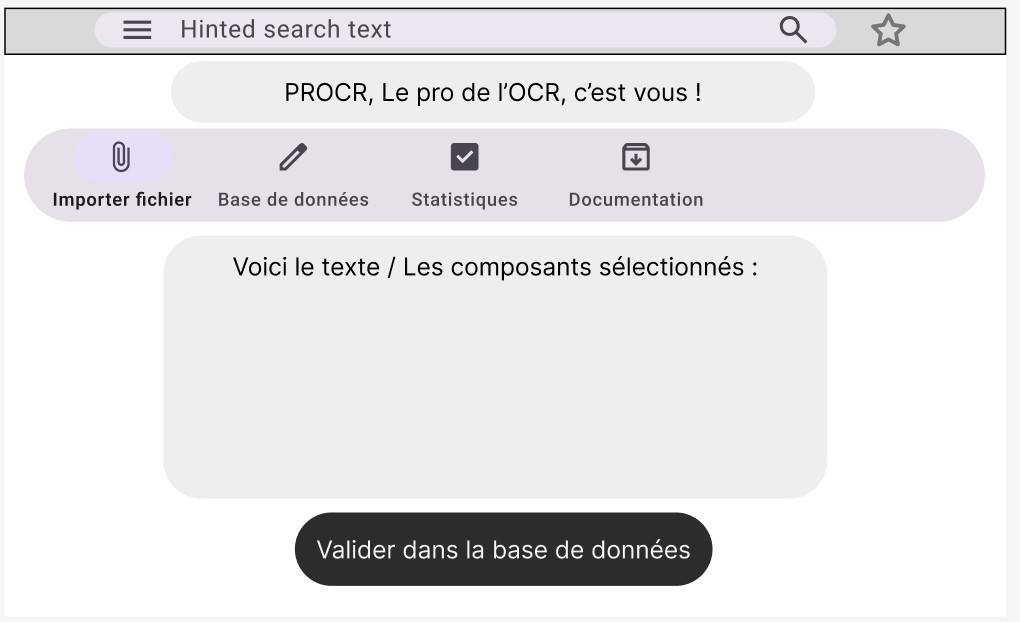 Hinted search text
PROCR, Le pro de l’OCR, c’est vous !
Importer fichier
Base de données
Statistiques
Documentation
Voici le texte / Les composants sélectionnés :
Valider dans la base de données